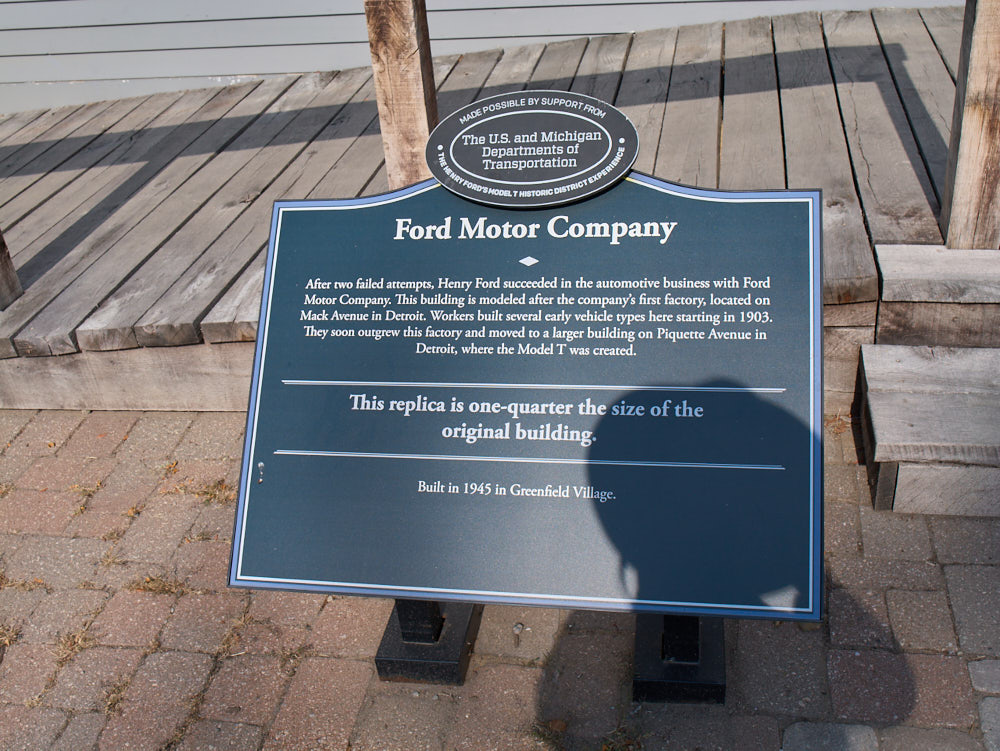 MADE POSSIBLE BY SUPPORT FROM
The U.S. and Michigan
Departments of
Transportation
• THE HENRY FORD'S MODEL T HISTORIC DISTRICT EXPERIENCE •
Ford Motor Company
After two failed attempts, Henry Ford succeeded in the automotive business with Ford
Motor Company. This building is modeled after the company's first factory, located on
Mack Avenue in Detroit. Workers built several early vehicle types here starting in 1903.
They soon outgrew this factory and moved to a larger building on Piquette Avenue in
Detroit, where the Model T was created.
This replica is one-quarter the size of the
original building.
Built in 1945 in Greenfield Village.